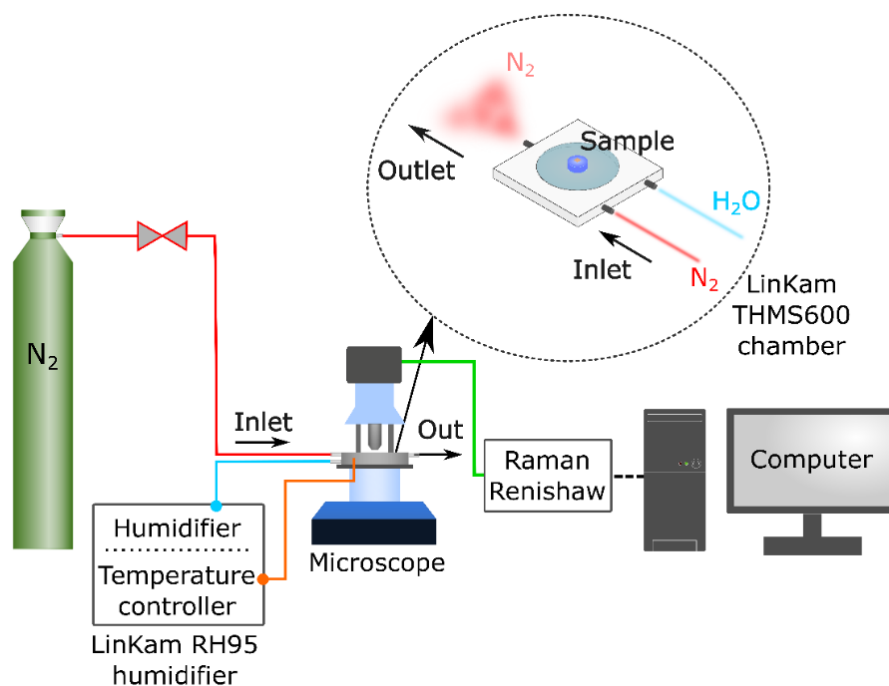 N₂
Sample
Outlet
H₂O
Inlet
N₂
LinKam
THMS600
chamber
N₂
Inlet
Out
Raman
Renishaw
Computer
Humidifier
Temperature
controller
Microscope
LinKam RH95
humidifier